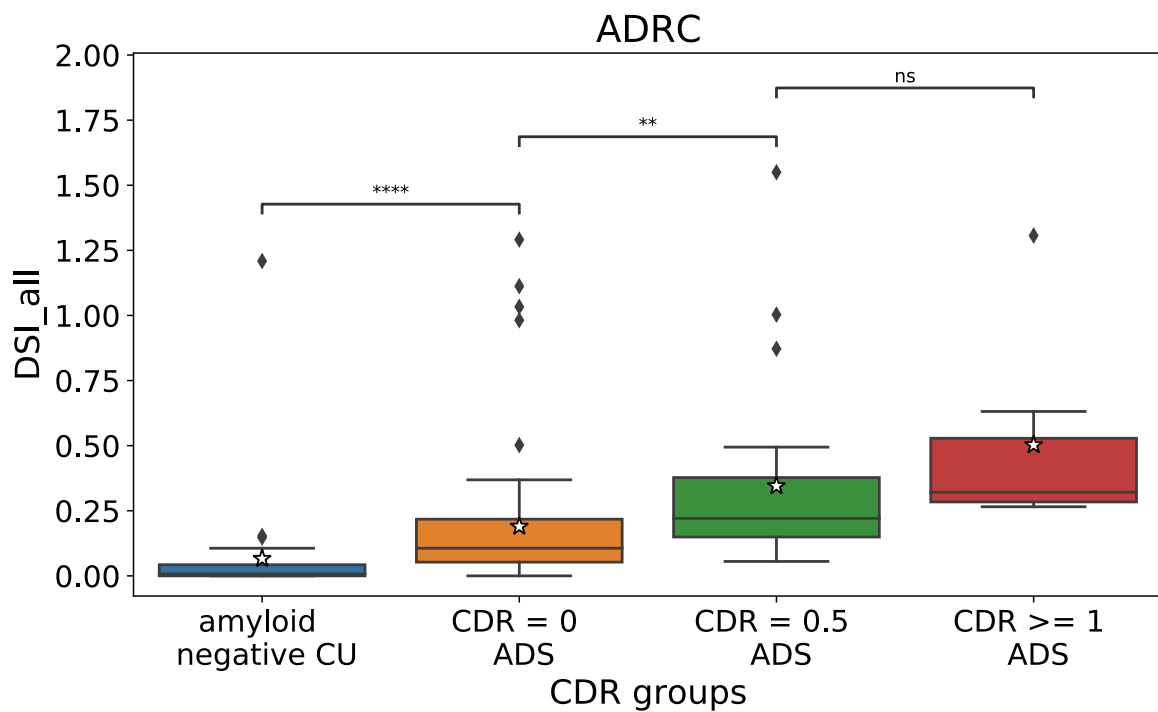 ADRC
2.00
1.75
1.50
1.25
1.00
0.75
0.50
0.25
0.00
DSI_all
****
**
ns
amyloid
negative CU
CDR = 0
ADS
CDR = 0.5
ADS
CDR >= 1
ADS
CDR groups